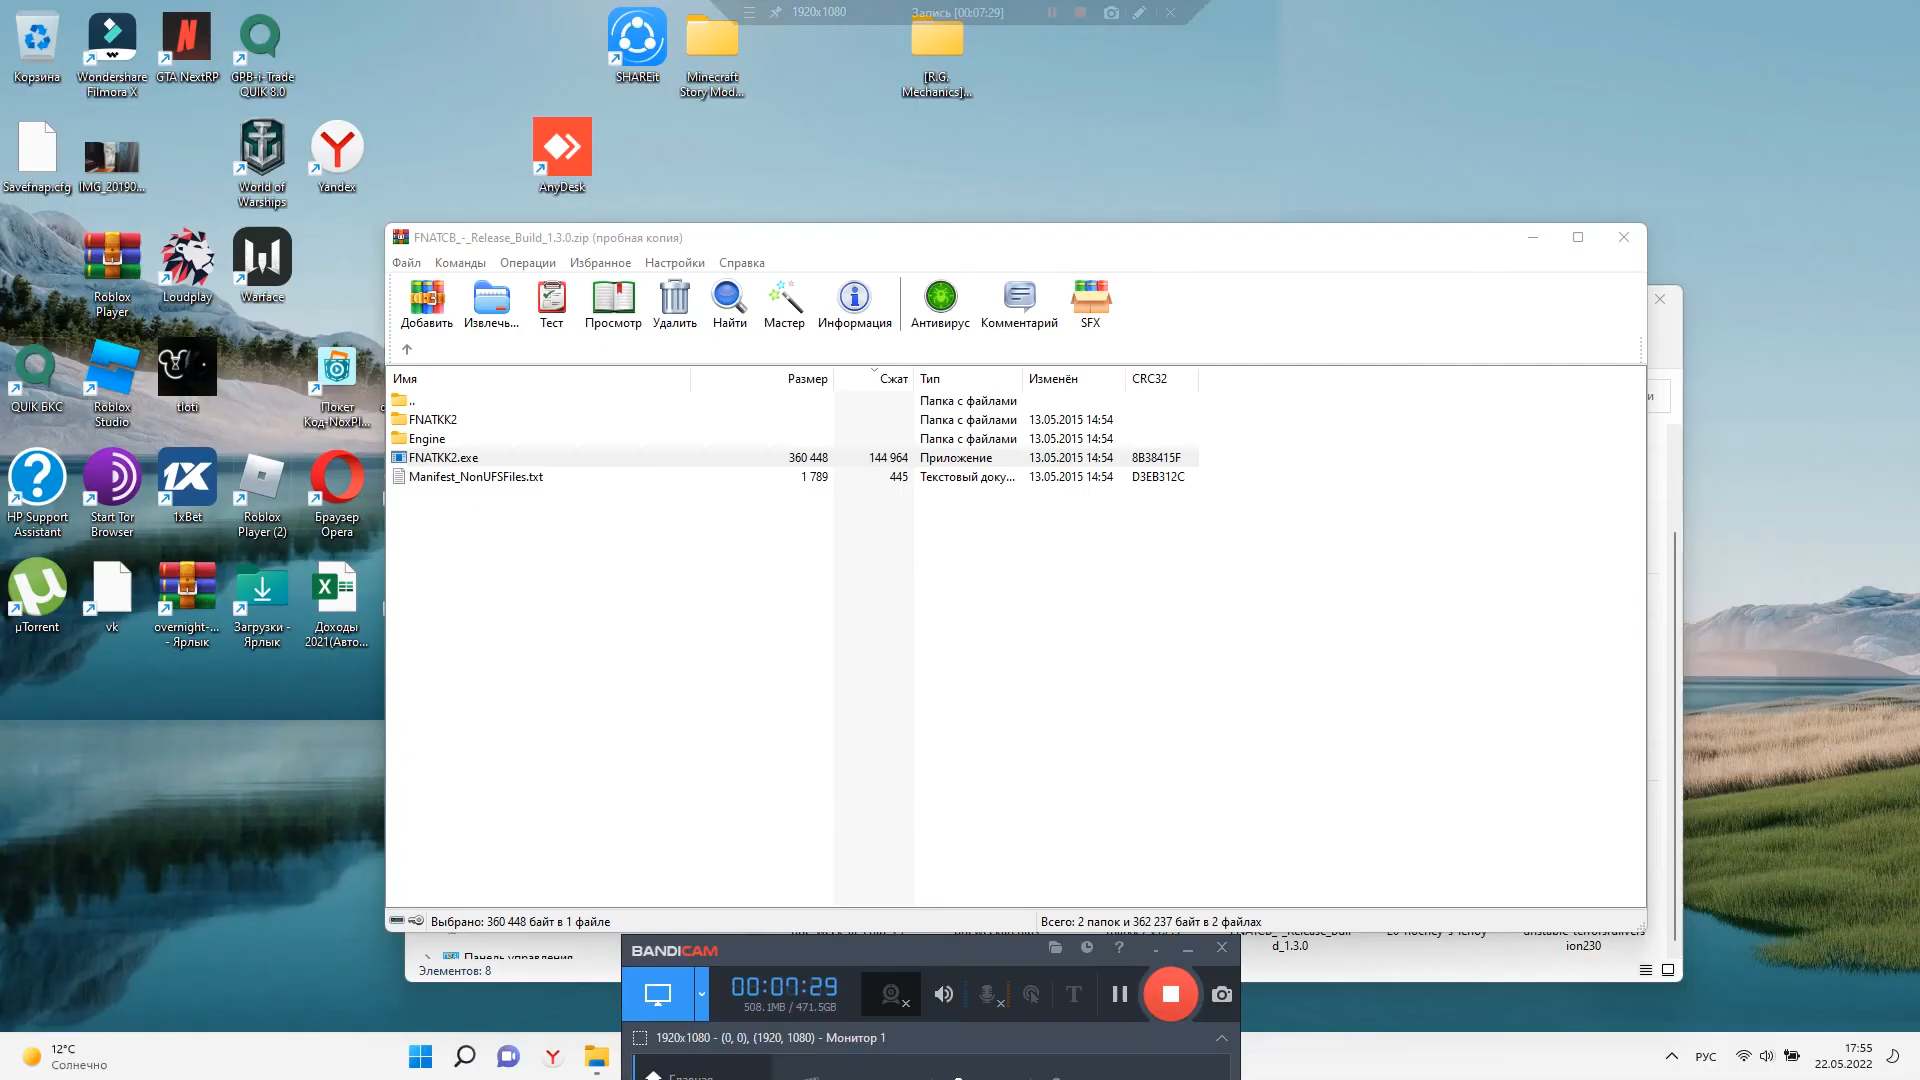 1920x1080
Запись [00:07:29]
Корзина
Wondershare
Filmora X
GTA NextRP
GPB-i-Trade
QUIK 8.0
SHAREit
Minecraft
Story Mod...
[R.G.
Mechanics]...
Savefnap.cfg
IMG_20190...
World of
Warships
Yandex
AnyDesk
Roblox
Player
Loudplay
Warface
QUIK БКС
Roblox
Studio
tloti
Покет
Код-NoxPl...
HP Support
Assistant
Start Tor
Browser
1xBet
Roblox
Player (2)
Браузер
Opera
µTorrent
vk
overnight-...
- Ярлык
Загрузки -
Ярлык
Доходы
2021(Авто...
FNATCB_-_Release_Build_1.3.0.zip (пробная копия)
Файл Команды Операции Избранное Настройки Справка
Добавить Извлечь... Тест Просмотр Удалить Найти Мастер Информация Антивирус Комментарий SFX
Имя Размер Сжат Тип Изменён CRC32
.. Папка с файлами
FNATKK2 Папка с файлами 13.05.2015 14:54
Engine Папка с файлами 13.05.2015 14:54
FNATKK2.exe 360 448 144 964 Приложение 13.05.2015 14:54 8B38415F
Manifest_NonUFSFiles.txt 1 789 445 Текстовый доку... 13.05.2015 14:54 D3EB312C
Выбрано: 360 448 байт в 1 файле
Всего: 2 папок и 362 237 байт в 2 файлах
d_1.3.0
ion230
Панель управления
Элементов: 8
BANDICAM
00:07:29
508.1MB / 471.5GB
1920x1080 - (0, 0), (1920, 1080) - Монитор 1
Главная
12°C
Солнечно
РУС
17:55
22.05.2022